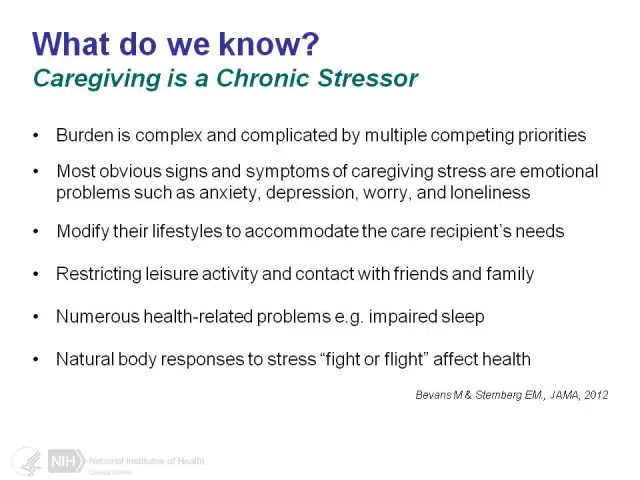 What do we know?
Caregiving is a Chronic Stressor
• Burden is complex and complicated by multiple competing priorities
• Most obvious signs and symptoms of caregiving stress are emotional
problems such as anxiety, depression, worry, and loneliness
• Modify their lifestyles to accommodate the care recipient's needs
• Restricting leisure activity and contact with friends and family
• Numerous health-related problems e.g. impaired sleep
• Natural body responses to stress “fight or flight” affect health
Bevans M & Sternberg EM., JAMA, 2012
NIH National Institutes of Health
Clinical Center